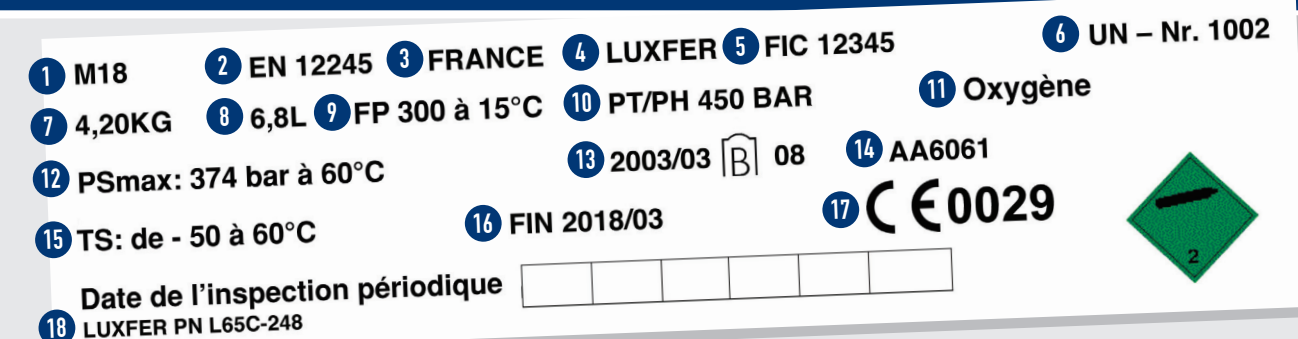 1 M18 2 EN 12245 3 FRANCE 4 LUXFER 5 FIC 12345 6 UN – Nr. 1002
7 4,20KG 8 6,8L 9 FP 300 à 15°C 10 PT/PH 450 BAR 11 Oxygène
12 PSmax: 374 bar à 60°C 13 2003/03 B 08 14 AA6061
15 TS: de - 50 à 60°C 16 FIN 2018/03 17 CE 0029
2
Date de l’inspection périodique
18 LUXFER PN L65C-248